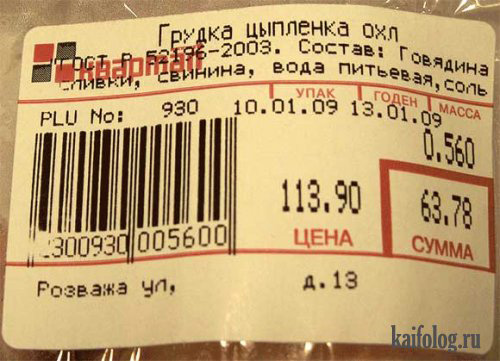 Грудка цыпленка охл
ГОСТ Р 52196-2003. Состав: Говядина
сливки, свинина, вода питьевая,соль
квартал
УПАК ГОДЕН МАССА
PLU No: 930 10.01.09 13.01.09
0.560
113.90 63.78
ЦЕНА СУММА
2300930 005600
Розважа ул, д.13
kaifolog.ru